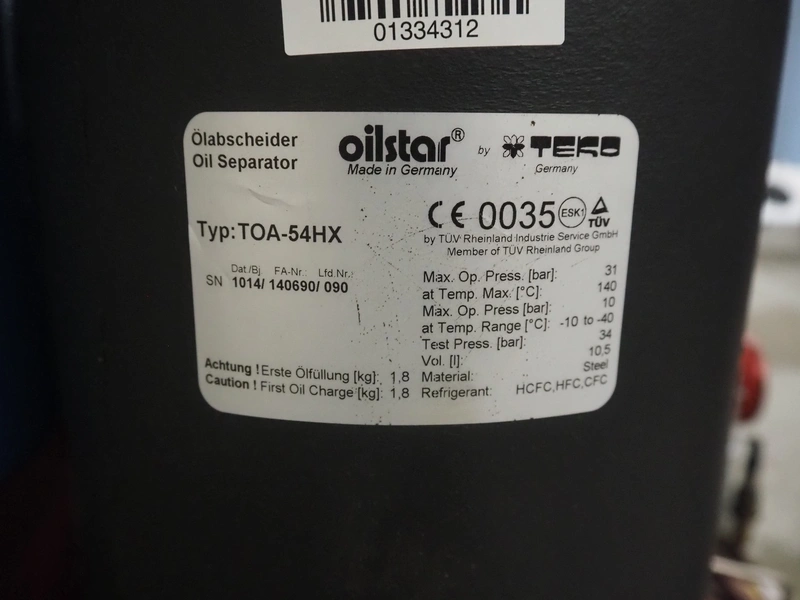 01334312
Ölabscheider
Oil Separator
oilstar® by TEKO
Made in Germany Germany
CE 0035 ESK1 TÜV
by TÜV Rheinland Industrie Service GmbH
Member of TÜV Rheinland Group
Typ: TOA-54HX
Dat./Bj FA-Nr.: Lfd.Nr.:
SN 1014/ 140690/ 090
Max. Op. Press. [bar]: 31
at Temp. Max. [°C]: 140
Max. Op. Press [bar]: 10
at Temp. Range [°C]: -10 to -40
Test Press. [bar]: 34
Vol. [l]: 10,5
Material: Steel
Refrigerant: HCFC,HFC,CFC
Achtung ! Erste Ölfüllung [kg]: 1,8
Caution ! First Oil Charge [kg]: 1,8